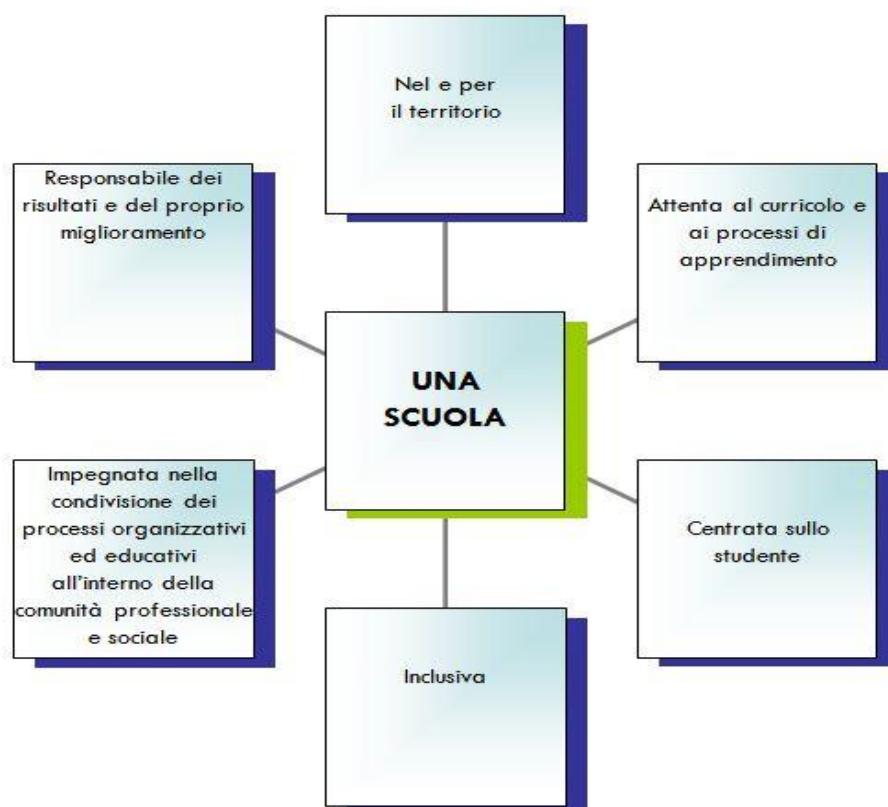 Nel e per
il territorio
Responsabile dei
risultati e del proprio
miglioramento
Attenta al curricolo e
ai processi di
apprendimento
UNA
SCUOLA
Impegnata nella
condivisione dei
processi organizzativi
ed educativi
all'interno della
comunità professionale
e sociale
Centrata sullo
studente
Inclusiva